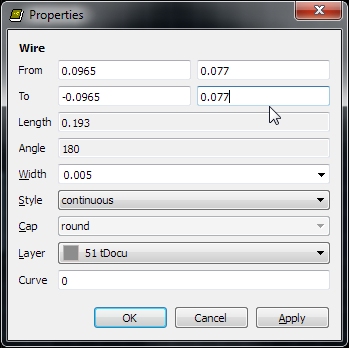 Properties
Wire
From 0.0965 0.077
To -0.0965 0.077
Length 0.193
Angle 180
Width 0.005
Style continuous
Cap round
Layer 51 tDocu
Curve 0
OK Cancel Apply